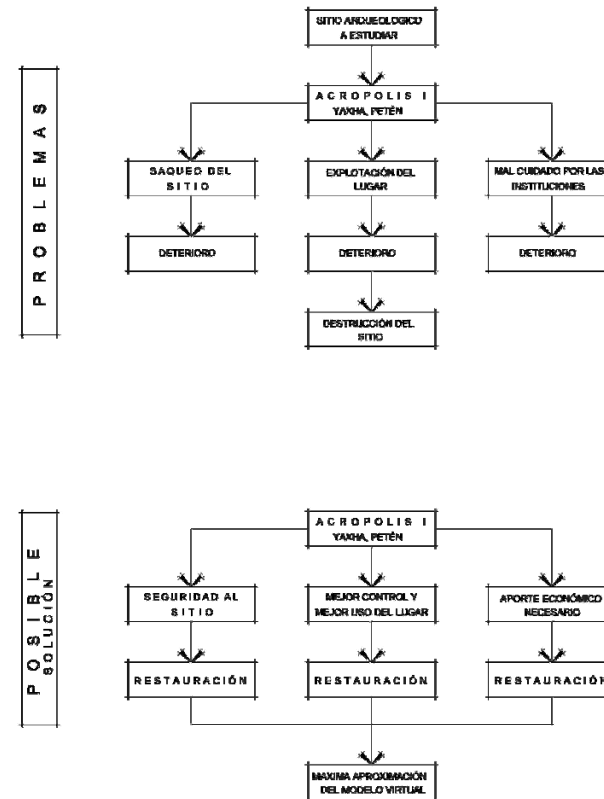 SITIO ARQUEOLOGICO
A ESTUDIAR
PROBLEMAS
ACROPOLIS I
YAXHA, PETÉN
SAQUEO DEL
SITIO
EXPLOTACIÓN DEL
LUGAR
MAL CUIDADO POR LAS
INSTITUCIONES
DETERIORO
DETERIORO
DETERIORO
DESTRUCCIÓN DEL
SITIO
POSIBLE
SOLUCIÓN
ACROPOLIS I
YAXHA, PETÉN
SEGURIDAD AL
SITIO
MEJOR CONTROL Y
MEJOR USO DEL LUGAR
APORTE ECONÓMICO
NECESARIO
RESTAURACIÓN
RESTAURACIÓN
RESTAURACIÓN
MAXIMA APROXIMACIÓN
DEL MODELO VIRTUAL